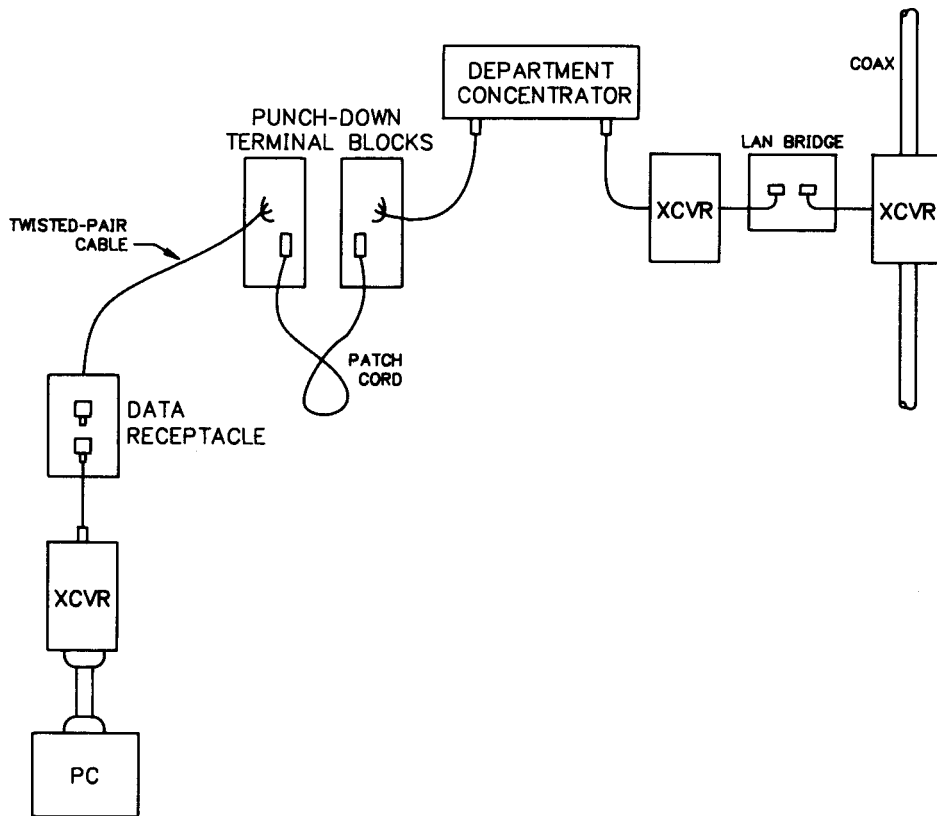 COAX
DEPARTMENT
CONCENTRATOR
PUNCH-DOWN
TERMINAL BLOCKS
LAN BRIDGE
XCVR
XCVR
TWISTED-PAIR
CABLE
PATCH
CORD
DATA
RECEPTACLE
XCVR
PC